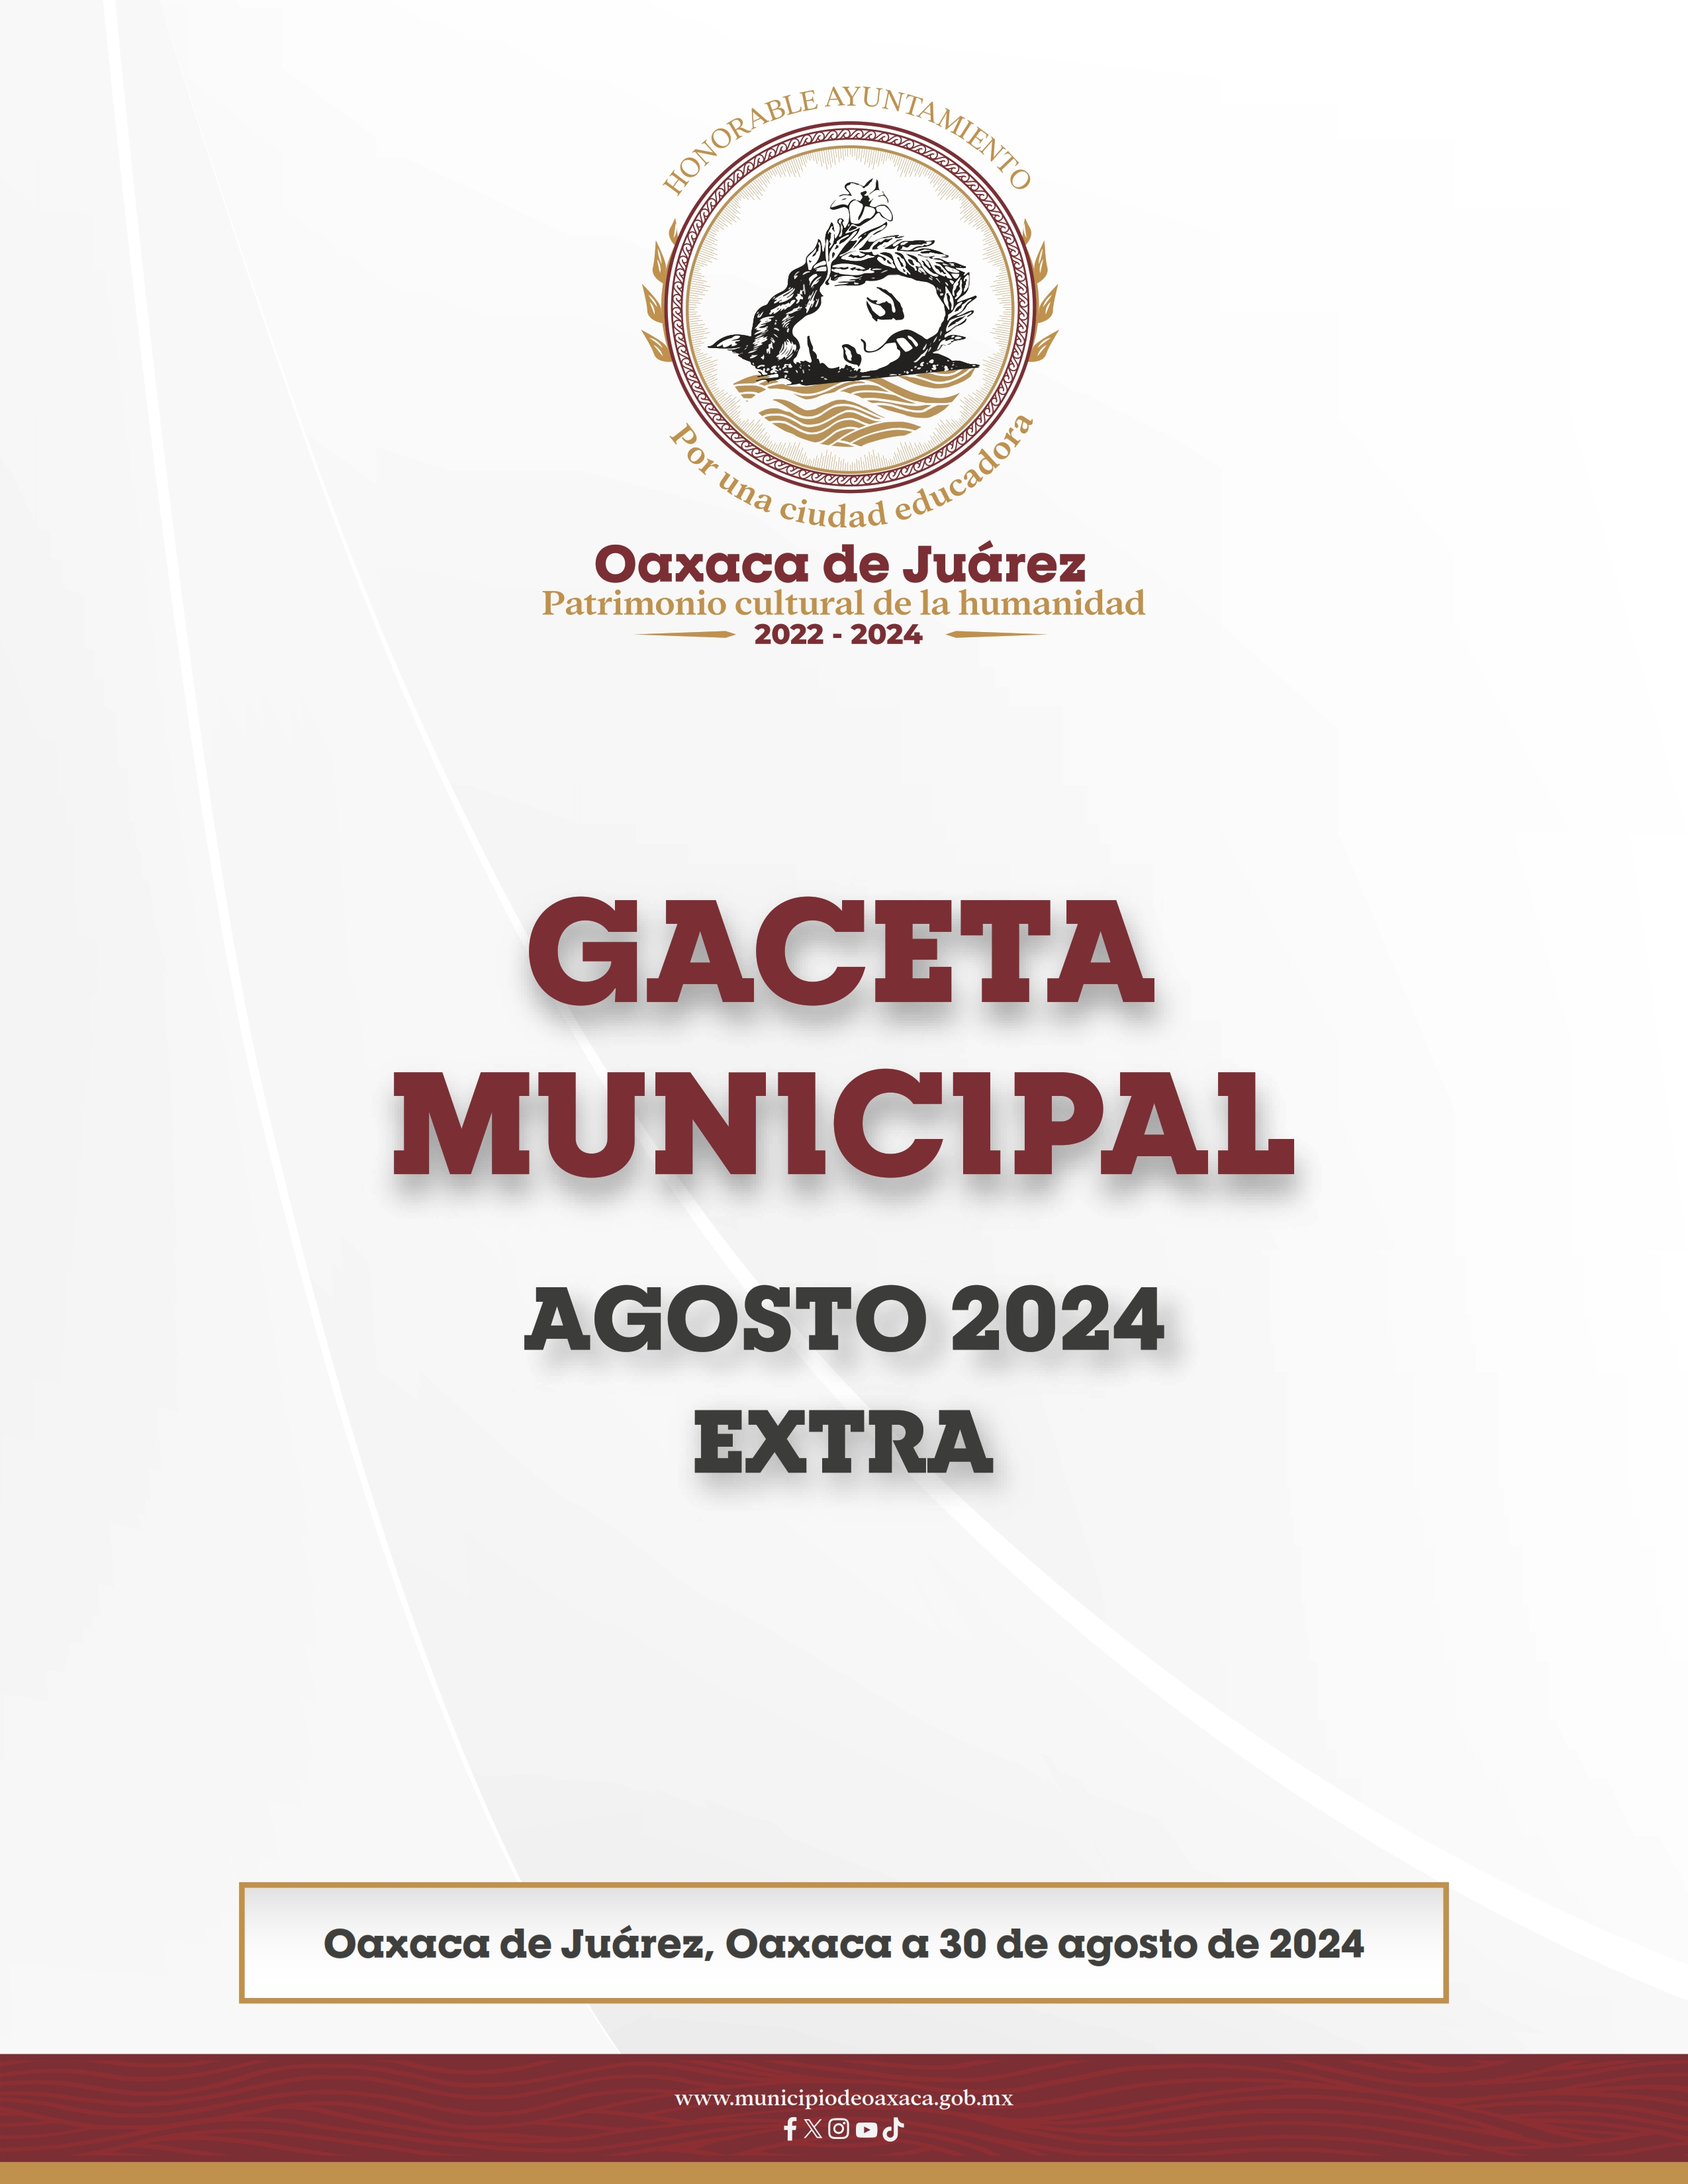 HONORABLE AYUNTAMIENTO
Por una ciudad educadora
Oaxaca de Juárez
Patrimonio cultural de la humanidad
2022 - 2024
GACETA
MUNICIPAL
AGOSTO 2024
EXTRA
Oaxaca de Juárez, Oaxaca a 30 de agosto de 2024
www.municipiodeoaxaca.gob.mx